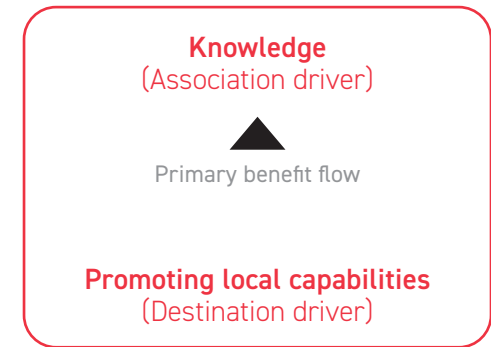 Knowledge
(Association driver)
Primary benefit flow
Promoting local capabilities
(Destination driver)